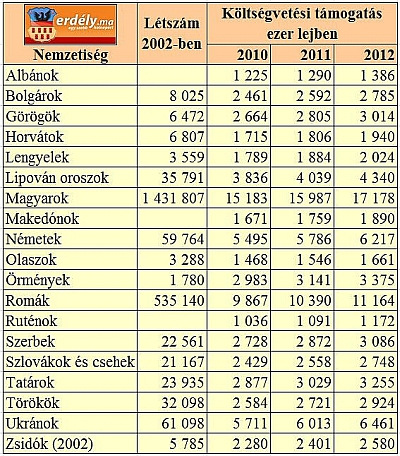 erdély.ma
Létszám 2002-ben
Költségvetési támogatás ezer lejben
Nemzetiség 2010 2011 2012
Albánok 1 225 1 290 1 386
Bolgárok 8 025 2 461 2 592 2 785
Görögök 6 472 2 664 2 805 3 014
Horvátok 6 807 1 715 1 806 1 940
Lengyelek 3 559 1 789 1 884 2 024
Lipován oroszok 35 791 3 836 4 039 4 340
Magyarok 1 431 807 15 183 15 987 17 178
Makedónok 1 671 1 759 1 890
Németek 59 764 5 495 5 786 6 217
Olaszok 3 288 1 468 1 546 1 661
Örmények 1 780 2 983 3 141 3 375
Romák 535 140 9 867 10 390 11 164
Ruténok 1 036 1 091 1 172
Szerbek 22 561 2 728 2 872 3 086
Szlovákok és csehek 21 167 2 429 2 558 2 748
Tatárok 23 935 2 877 3 029 3 255
Törökök 32 098 2 584 2 721 2 924
Ukránok 61 098 5 711 6 013 6 461
Zsidók (2002) 5 785 2 280 2 401 2 580